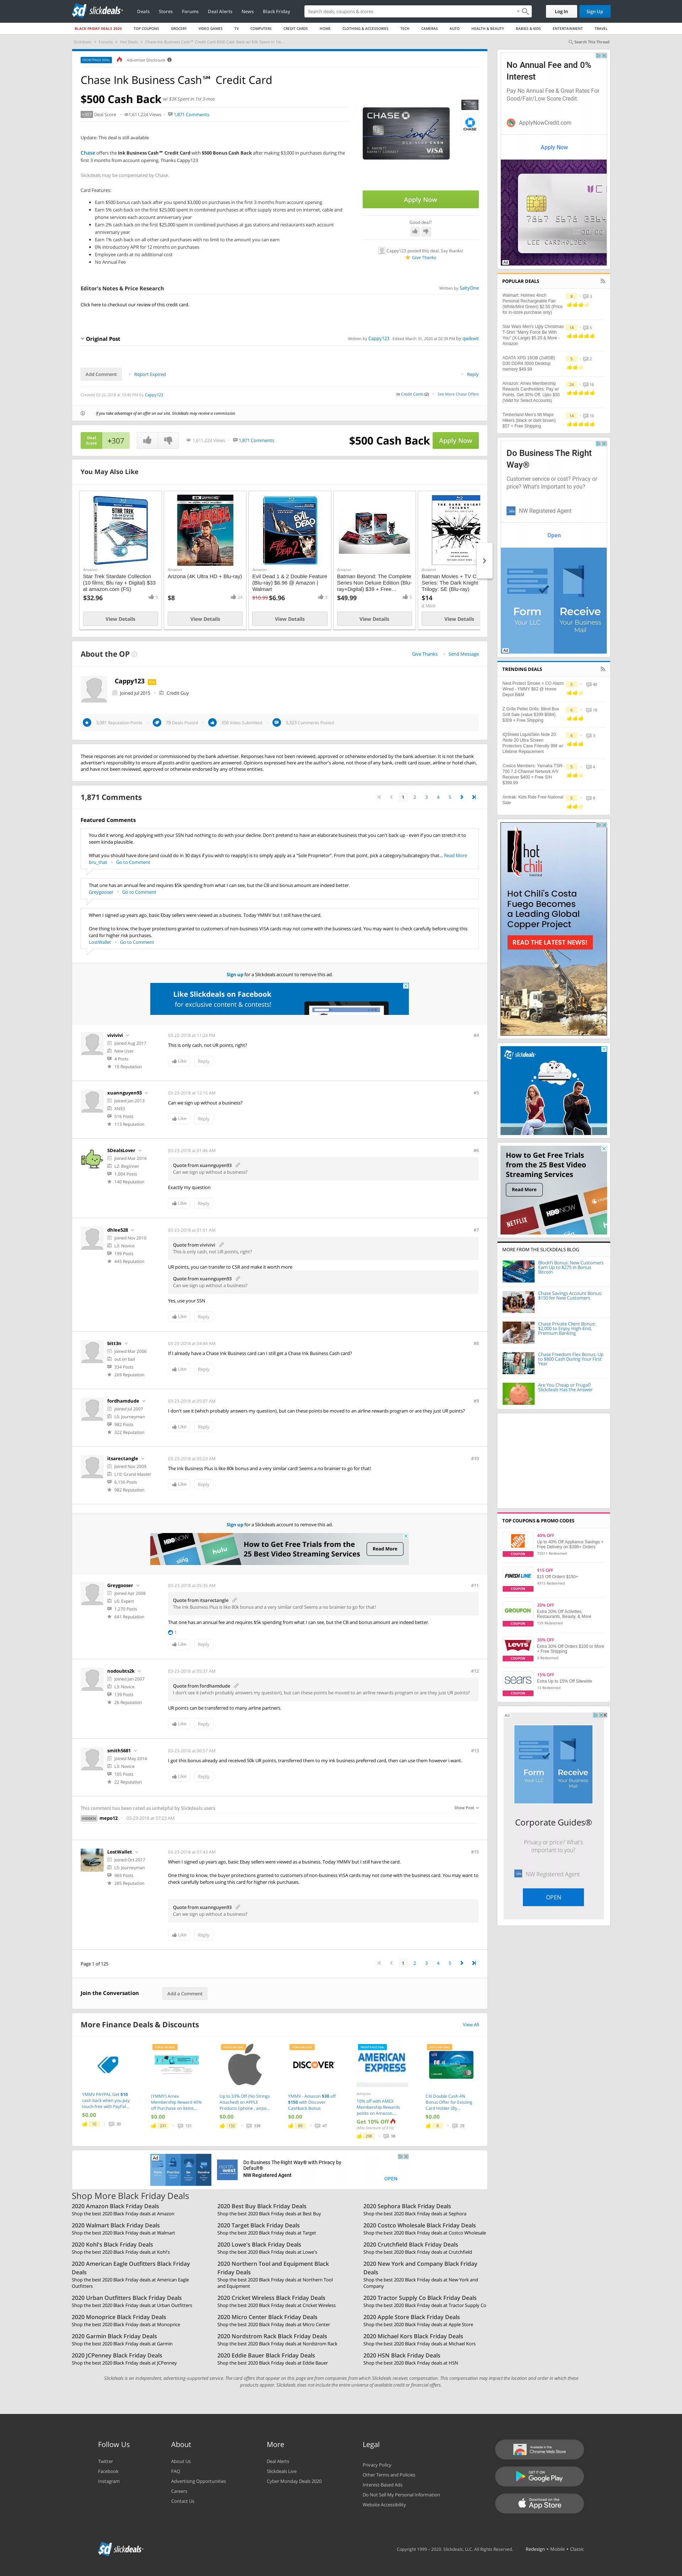 slickdeals
Deals
Stores
Forums
Deal Alerts
News
Black Friday
Search deals, coupons & stores
Log In
Sign Up
BLACK FRIDAY DEALS 2020
TOP COUPONS
GROCERY
VIDEO GAMES
TV
COMPUTERS
CREDIT CARDS
HOME
CLOTHING & ACCESSORIES
TECH
CAMERAS
AUTO
HEALTH & BEAUTY
BABIES & KIDS
ENTERTAINMENT
TRAVEL
Search This Thread
Advertiser Disclosure
Chase Ink Business Cash℠ Credit Card
$500 Cash Back w/ $3K Spent in 1st 3-mos
+307 Deal Score
1,611,224 Views
1,871 Comments
Update: This deal is still available
Chase offers the Ink Business Cash℠ Credit Card with $500 Bonus Cash Back after making $3,000 in purchases during the
first 3 months from account opening. Thanks Cappy123
Slickdeals may be compensated by Chase.
Card Features:
Earn $500 bonus cash back after you spend $3,000 on purchases in the first 3 months from account opening
Earn 5% cash back on the first $25,000 spent in combined purchases at office supply stores and on internet, cable and
phone services each account anniversary year
Earn 2% cash back on the first $25,000 spent in combined purchases at gas stations and restaurants each account
anniversary year
Earn 1% cash back on all other card purchases with no limit to the amount you can earn
0% introductory APR for 12 months on purchases
Employee cards at no additional cost
No Annual Fee
CHASE
ink
VISA
CHASE
Apply Now
Good deal?
Cappy123 posted this deal. Say thanks!
Give Thanks
Editor's Notes & Price Research
Written by SaltyOne
Click here to checkout our review of this credit card.
Original Post
Written by Cappy123
Edited March 31, 2020 at 02:39 PM by qwikwit
Add Comment
Report Expired
Reply
Created 03-22-2018 at 10:40 PM by Cappy123
in Credit Cards (2)
See More Chase Offers
If you take advantage of an offer on our site, Slickdeals may receive a commission.
Deal
Score
+307
1,611,224 Views
1,871 Comments
$500 Cash Back
Apply Now
You May Also Like
Amazon
Star Trek Stardate Collection
(10 films, Blu ray + Digital) $33
at amazon.com (FS)
$32.96
View Details
Amazon
Arizona (4K Ultra HD + Blu-ray)
$8
View Details
Amazon
Evil Dead 1 & 2 Double Feature
(Blu-ray) $6.96 @ Amazon |
Walmart
$10.99 $6.96
View Details
Amazon
Batman Beyond: The Complete
Series Non Deluxe Edition (Blu-
ray+Digital) $39 + Free...
$49.99
View Details
Amazon
Batman Movies + TV C
Series: The Dark Knight
Trilogy: SE (Blu-ray)
$14
& More
View Details
About the OP
Give Thanks
Send Message
Cappy123
Joined Jul 2015
Credit Guy
Reputation Points
Deals Posted
Votes Submitted
Comments Posted
These responses are not provided or commissioned by the bank advertiser. Responses have not been reviewed, approved or otherwise endorsed by the bank advertiser. It is not the bank
advertiser's responsibility to ensure all posts and/or questions are answered. Opinions expressed here are the author's alone, not those of any bank, credit card issuer, airline or hotel chain,
and have not been reviewed, approved or otherwise endorsed by any of these entities.
1,871 Comments
1 2 3 4 5
Featured Comments
You did it wrong. And applying with your SSN had nothing to do with your decline. Don't pretend to have an elaborate business that you can't back up - even if you can stretch it to
seem kinda plausible.
What you should have done (and could do in 30 days if you wish to reapply) is to simply apply as a "Sole Proprietor". From that point, pick a category/subcategory that... Read More
bru_that
Go to Comment
That one has an annual fee and requires $5k spending from what I can see, but the CB and bonus amount are indeed better.
Greygooser
Go to Comment
When I signed up years ago, basic Ebay sellers were viewed as a business. Today YMMV but I still have the card.
One thing to know, the buyer protections granted to customers of non-business VISA cards may not come with the business card. You may want to check carefully before using this
card for higher risk purchases.
LostWallet
Go to Comment
Sign up for a Slickdeals account to remove this ad.
Like Slickdeals on Facebook
for exclusive content & contests!
vivivivi
Joined Aug 2017
New User
4 Posts
10 Reputation
03-22-2018 at 11:24 PM
#4
This is only cash, not UR points, right?
Like
Reply
xuannguyen93
Joined Jan 2013
XN93
516 Posts
113 Reputation
03-23-2018 at 12:15 AM
#5
Can we sign up without a business?
Like
Reply
SDealsLover
Joined Mar 2016
L2: Beginner
1,004 Posts
140 Reputation
#6
Quote from xuannguyen93
Can we sign up without a business?
Exactly my question
Like
Reply
dhlee528
Joined Nov 2010
L3: Novice
445 Reputation
#7
Quote from vivivivi
This is only cash, not UR points, right?
UR points, you can transfer to CSR and make it worth more
Quote from xuannguyen93
Can we sign up without a business?
Yes, use your SSN
Like
Reply
bitt3n
Joined Mar 2006
out on bail
334 Posts
269 Reputation
#8
If I already have a Chase Ink Business card can I still get a Chase Ink Business Cash card?
Like
Reply
fordhamdude
Joined Jul 2007
L5: Journeyman
982 Posts
322 Reputation
#9
I don't see it (which probably answers my question), but can these points be moved to an airline rewards program or are they just UR points?
Like
Reply
itsarectangle
Joined Nov 2009
L10: Grand Master
6,156 Posts
982 Reputation
03-23-2018 at 05:23 AM
#10
The Ink Business Plus is like 80k bonus and a very similar card! Seems a no brainier to go for that!
Like
Reply
Sign up for a Slickdeals account to remove this ad.
How to Get Free Trials from the
25 Best Video Streaming Services
Read More
Greygooser
Joined Apr 2008
L6: Expert
1,270 Posts
641 Reputation
03-23-2018 at 05:35 AM
#11
Quote from itsarectangle
The Ink Business Plus is like 80k bonus and a very similar card! Seems a no brainier to go for that!
That one has an annual fee and requires $5k spending from what I can see, but the CB and bonus amount are indeed better.
1
Like
Reply
nodoubts2k
Joined Jan 2007
L3: Novice
139 Posts
26 Reputation
03-23-2018 at 05:37 AM
#12
Quote from fordhamdude
I don't see it (which probably answers my question), but can these points be moved to an airline rewards program or are they just UR points?
UR points can be transferred to many airline partners.
Like
Reply
smith5681
Joined May 2014
L3: Novice
105 Posts
22 Reputation
03-23-2018 at 06:57 AM
#13
I got this bonus already and received 50k UR points, transferred them to my ink business preferred card, then can use them however i want.
Like
Reply
This comment has been rated as unhelpful by Slickdeals users
Show Post
HIDDEN mepo12
03-23-2018 at 07:23 AM
LostWallet
Joined Oct 2017
L5: Journeyman
969 Posts
285 Reputation
03-23-2018 at 07:43 AM
#15
When I signed up years ago, basic Ebay sellers were viewed as a business. Today YMMV but I still have the card.
One thing to know, the buyer protections granted to customers of non-business VISA cards may not come with the business card. You may want to
check carefully before using this card for higher risk purchases.
Quote from xuannguyen93
Can we sign up without a business?
Like
Reply
Page 1 of 125
1 2 3 4 5
Join the Conversation
Add a Comment
More Finance Deals & Discounts
View All
YMMV PAYPAL Get $10
cash back when you pay
touch-free with PayPal...
$0.00
(YMMV) Amex
Membership Reward 40%
off Purchase on items...
$0.00
Up to 33% Off (No Strings
Attached) on APPLE
Products (iphone , airpo...
$0.00
DISCOVER
YMMV - Amazon $30 off
$150 with Discover
Cashback Bonus
$0.00
AMERICAN
EXPRESS
Amazon
10% off with AMEX
Membership Rewards
points on Amazon,...
Get 10% Off
(Max Discount of $15)
Citi Double Cash 4%
Bonus Offer for Existing
Card Holder (By...
$0.00
Do Business The Right Way® with Privacy by
Default®
NW Registered Agent
OPEN
Shop More Black Friday Deals
2020 Amazon Black Friday Deals
Shop the best 2020 Black Friday deals at Amazon
2020 Best Buy Black Friday Deals
Shop the best 2020 Black Friday deals at Best Buy
2020 Sephora Black Friday Deals
Shop the best 2020 Black Friday deals at Sephora
2020 Walmart Black Friday Deals
Shop the best 2020 Black Friday deals at Walmart
2020 Target Black Friday Deals
Shop the best 2020 Black Friday deals at Target
2020 Costco Wholesale Black Friday Deals
Shop the best 2020 Black Friday deals at Costco Wholesale
2020 Kohl's Black Friday Deals
Shop the best 2020 Black Friday deals at Kohl's
2020 Lowe's Black Friday Deals
Shop the best 2020 Black Friday deals at Lowe's
2020 Crutchfield Black Friday Deals
Shop the best 2020 Black Friday deals at Crutchfield
2020 American Eagle Outfitters Black Friday
Deals
Shop the best 2020 Black Friday deals at American Eagle
Outfitters
2020 Northern Tool and Equipment Black
Friday Deals
Shop the best 2020 Black Friday deals at Northern Tool
and Equipment
2020 New York and Company Black Friday
Deals
Shop the best 2020 Black Friday deals at New York and
Company
2020 Urban Outfitters Black Friday Deals
Shop the best 2020 Black Friday deals at Urban Outfitters
2020 Cricket Wireless Black Friday Deals
Shop the best 2020 Black Friday deals at Cricket Wireless
2020 Tractor Supply Co Black Friday Deals
Shop the best 2020 Black Friday deals at Tractor Supply Co
2020 Monoprice Black Friday Deals
Shop the best 2020 Black Friday deals at Monoprice
2020 Micro Center Black Friday Deals
Shop the best 2020 Black Friday deals at Micro Center
2020 Apple Store Black Friday Deals
Shop the best 2020 Black Friday deals at Apple Store
2020 Garmin Black Friday Deals
Shop the best 2020 Black Friday deals at Garmin
2020 Nordstrom Rack Black Friday Deals
Shop the best 2020 Black Friday deals at Nordstrom Rack
2020 Michael Kors Black Friday Deals
Shop the best 2020 Black Friday deals at Michael Kors
2020 JCPenney Black Friday Deals
Shop the best 2020 Black Friday deals at JCPenney
2020 Eddie Bauer Black Friday Deals
Shop the best 2020 Black Friday deals at Eddie Bauer
2020 HSN Black Friday Deals
Shop the best 2020 Black Friday deals at HSN
Slickdeals is an independent, advertising-supported service. The card offers that appear on this page are from companies from which Slickdeals receives compensation. This compensation may impact the location and order in which these
products appear. Slickdeals does not include the entire universe of available credit or financial offers.
No Annual Fee and 0%
Interest
Pay No Annual Fee & Great Rates For
Good/Fair/Low Score Credit.
ApplyNowCredit.com
Apply Now
LEE CARDHOLDER
Ad
POPULAR DEALS
Walmart: Holmes 4inch
Personal Rechargeable Fan
(White/Mint Green) $2.50 (Price
for in-store purchase only)
Star Wars Men's Ugly Christmas
T-Shirt "Merry Force Be With
You" (X-Large) $5.20 & More -
Amazon
ADATA XPG 16GB (2x8GB)
D30 DDR4 3000 Desktop
memory $49.99
Amazon: Amex Membership
Rewards Cardholders: Pay w/
Points, Get 30% Off, Upto $30
(Valid for Select Accounts)
Timberland Men's Mt Major
Hikers (black or dark brown)
$57 + Free Shipping
Do Business The Right
Way®
Customer service or cost? Privacy or
price? What's important to you?
NW Registered Agent
Open
Form
Your LLC
Receive
Your Business
Mail
Ad
TRENDING DEALS
Nest Protect Smoke + CO Alarm
Wired - YMMY $62 @ Home
Depot B&M
Z Grills Pellet Grills: Blind Box
Grill Sale (value $399-$584)
$309 + Free Shipping
IQShield LiquidSkin Note 20
/Note 20 Ultra Screen
Protectors Case Friendly 99¢ w/
Lifetime Replacement
Costco Members: Yamaha TSR-
700 7.2-Channel Network A/V
Receiver $400 + Free S/H
$399.99
Amtrak: Kids Ride Free National
Sale
hot
chili
Hot Chili's Costa
Fuego Becomes
a Leading Global
Copper Project
READ THE LATEST NEWS!
slickdeals
How to Get Free Trials
from the 25 Best Video
Streaming Services
Read More
NETFLIX
MORE FROM THE SLICKDEALS BLOG
BlockFi Bonus: New Customers
Earn Up to $275 in Bonus
Bitcoin
Chase Savings Account Bonus:
$150 for New Customers
Chase Private Client Bonus:
$2,000 to Enjoy High-End,
Premium Banking
Chase Freedom Flex Bonus: Up
to $800 Cash During Your First
Year
Are You Cheap or Frugal?
Slickdeals Has the Answer
TOP COUPONS & PROMO CODES
COUPON
40% OFF
Up to 40% Off Appliance Savings +
Free Delivery on $396+ Orders
FINISH LINE
COUPON
$15 OFF
$15 Off Orders $150+
GROUPON
COUPON
20% OFF
Extra 20% Off Activities,
Restaurants, Beauty, & More
LEVI'S
COUPON
30% OFF
Extra 30% Off Orders $100 or More
+ Free Shipping
sears
COUPON
15% OFF
Extra Up to 15% Off Sitewide
Ad
Form
Your LLC
Receive
Your Business
Mail
Corporate Guides®
Privacy or price? What's
important to you?
NW Registered Agent
OPEN
Follow Us
Twitter
Facebook
Instagram
About
About Us
FAQ
Advertising Opportunities
Careers
Contact Us
More
Deal Alerts
Slickdeals Live
Cyber Monday Deals 2020
Legal
Privacy Policy
Other Terms and Policies
Interest-Based Ads
Do Not Sell My Personal Information
Website Accessibility
Available in the
Chrome Web Store
GET IT ON
Google Play
Download on the
App Store
slickdeals
Copyright 1999 - 2020. Slickdeals, LLC. All Rights Reserved.
Redesign • Mobile • Classic